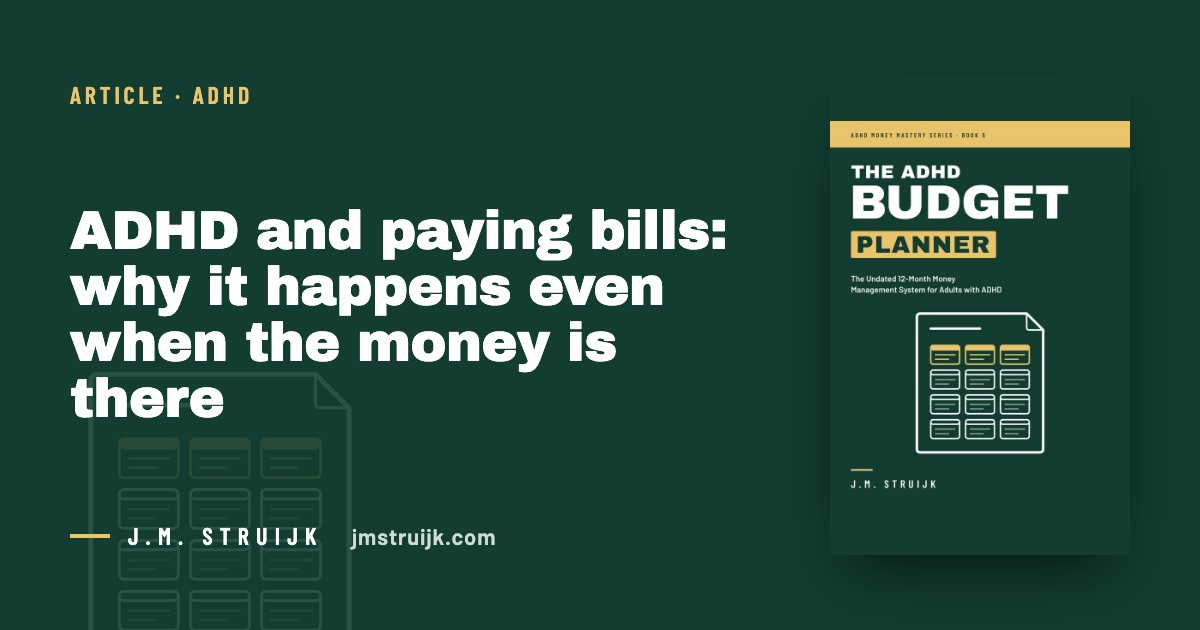 ARTICLE · ADHD
ADHD and paying bills:
why it happens even
when the money is
there
J.M. STRUIJK jmstruijk.com
ADHD MONEY MASTERY SERIES · BOOK 5
THE ADHD
BUDGET
PLANNER
The Undated 12-Month Money
Management System for Adults with ADHD
J.M. STRUIJK